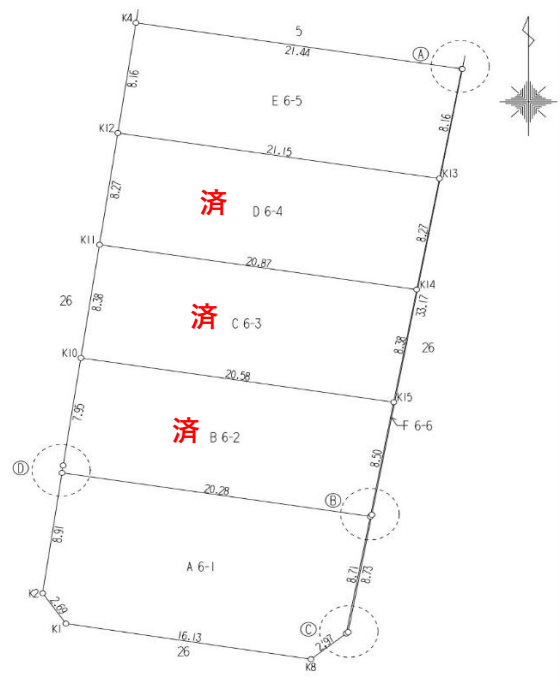 K4
5
21.44
A
8.16
E 6-5
8.16
K12
21.15
K13
済 D 6-4
8.27
8.27
K11
20.87
K14
33.17
26
8.38
済 C 6-3
8.38
26
K10
20.58
K15
F 6-6
7.95
済 B 6-2
8.50
D
20.28
B
8.91
A 6-1
8.71
8.73
K2
2.69
K1
16.13
C
2.97
26
K8